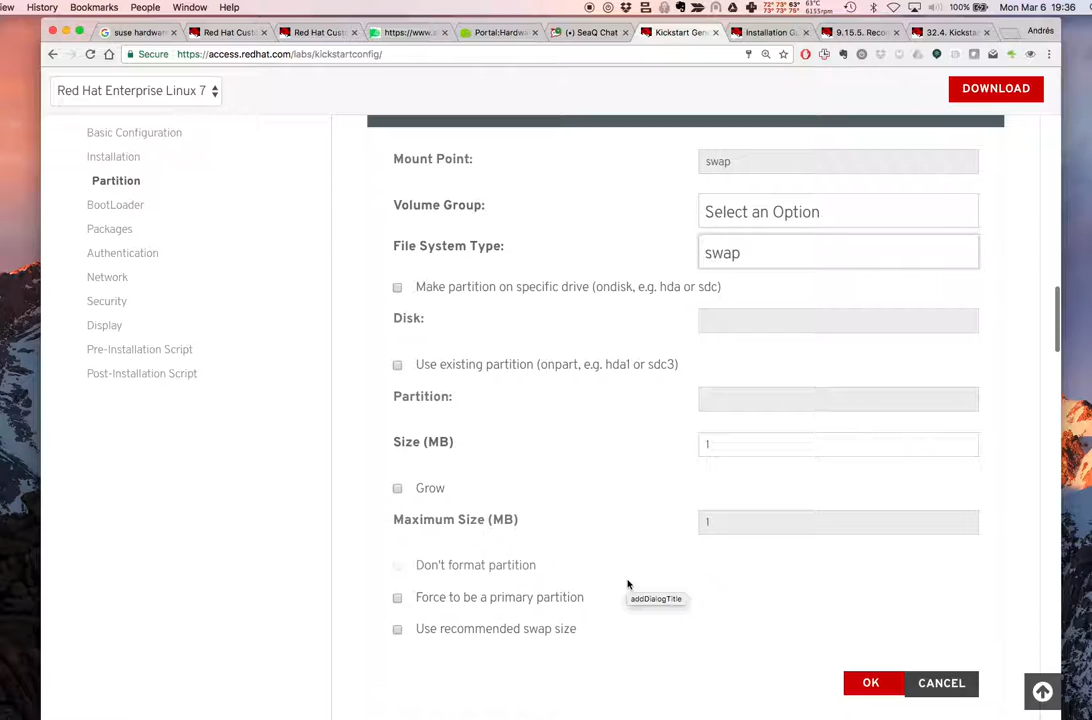 iew History Bookmarks People Window Help 100% Mon Mar 6 19:36
suse hardwar Red Hat Custo Red Hat Custo https://www.s Portal:Hardwa (•) SeaQ Chat Kickstart Gen Installation Gu 9.15.5. Reco 32.4. Kicksta Andrés
Secure https://access.redhat.com/labs/kickstartconfig/
Red Hat Enterprise Linux 7
DOWNLOAD
Basic Configuration
Installation
Partition
BootLoader
Packages
Authentication
Network
Security
Display
Pre-Installation Script
Post-Installation Script
Mount Point: swap
Volume Group: Select an Option
File System Type: swap
Make partition on specific drive (ondisk, e.g. hda or sdc)
Disk:
Use existing partition (onpart, e.g. hda1 or sdc3)
Partition:
Size (MB) 1
Grow
Maximum Size (MB) 1
Don't format partition
Force to be a primary partition
addDialogTitle
Use recommended swap size
OK CANCEL